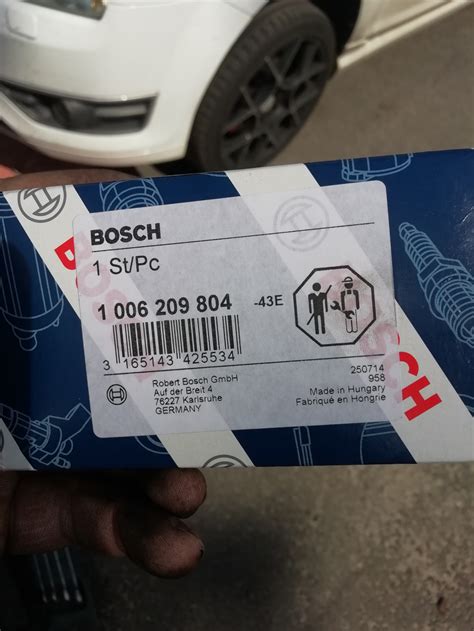 BOSCH
1 St/Pc
1 006 209 804
-43E
3 165143 425534
Robert Bosch GmbH
Auf der Breit 4
76227 Karlsruhe
GERMANY
250714
958
Made in Hungary
Fabriqué en Hongrie